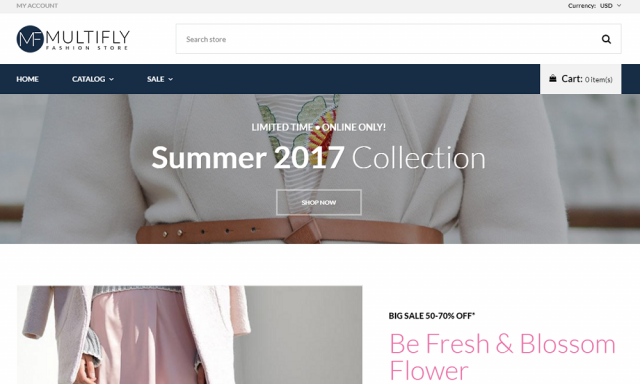 MY ACCOUNT
Currency: USD
MF MULTIFLY
FASHION STORE
Search store
HOME
CATALOG
SALE
Cart: 0 item(s)
LIMITED TIME • ONLINE ONLY!
Summer 2017 Collection
SHOP NOW
BIG SALE 50-70% OFF*
Be Fresh & Blossom
Flower